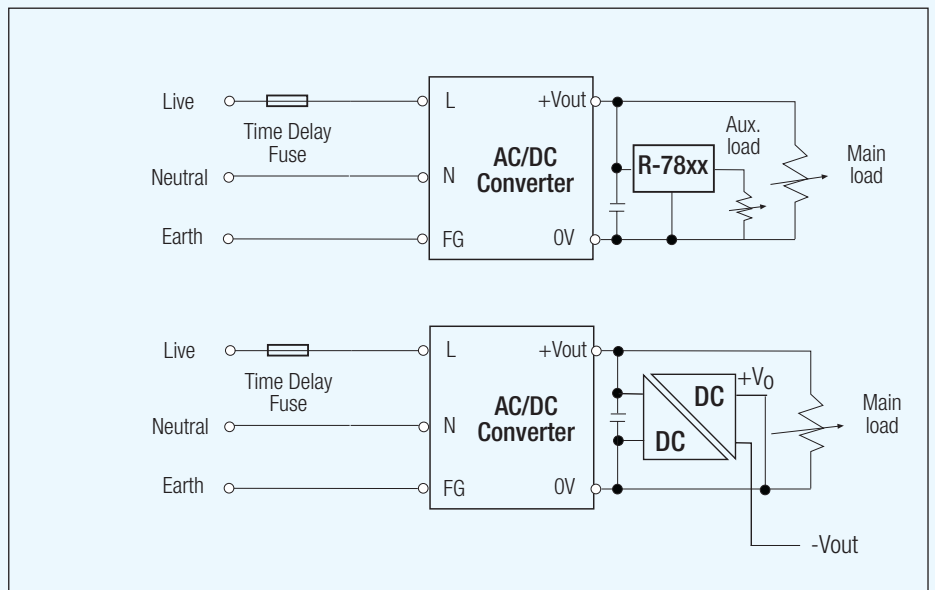 Live
L
+Vout
Time Delay
Fuse
AC/DC
Converter
R-78xx
Aux.
load
Main
load
Neutral
N
Earth
FG
0V
Live
L
+Vout
Time Delay
Fuse
AC/DC
Converter
DC
DC
+VO
Main
load
Neutral
N
Earth
FG
0V
-Vout